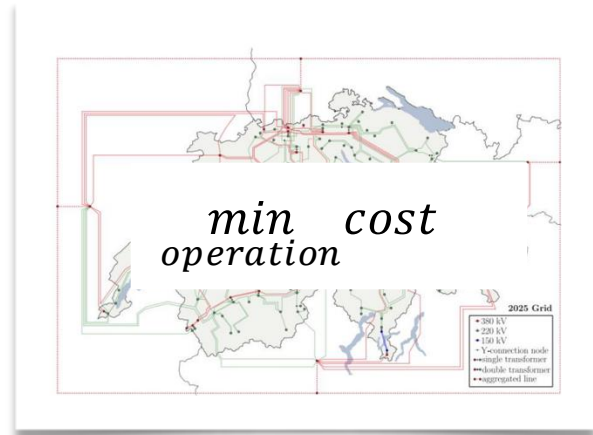 min cost
operation
2025 Grid
380 kV
220 kV
150 kV
Y-connection node
single transformer
double transformer
aggregated line